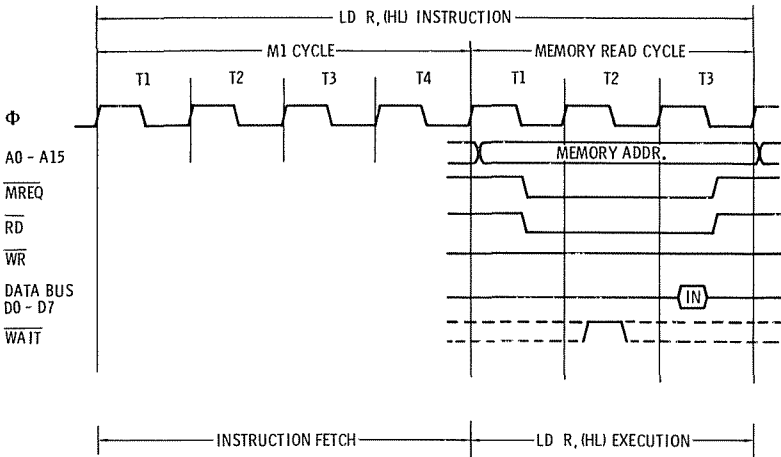 LD R, (HL) INSTRUCTION
M1 CYCLE MEMORY READ CYCLE
T1 T2 T3 T4 T1 T2 T3
Φ
A0 - A15 MEMORY ADDR.
MREQ
RD
WR
DATA BUS
D0 - D7 IN
WAIT
INSTRUCTION FETCH LD R, (HL) EXECUTION